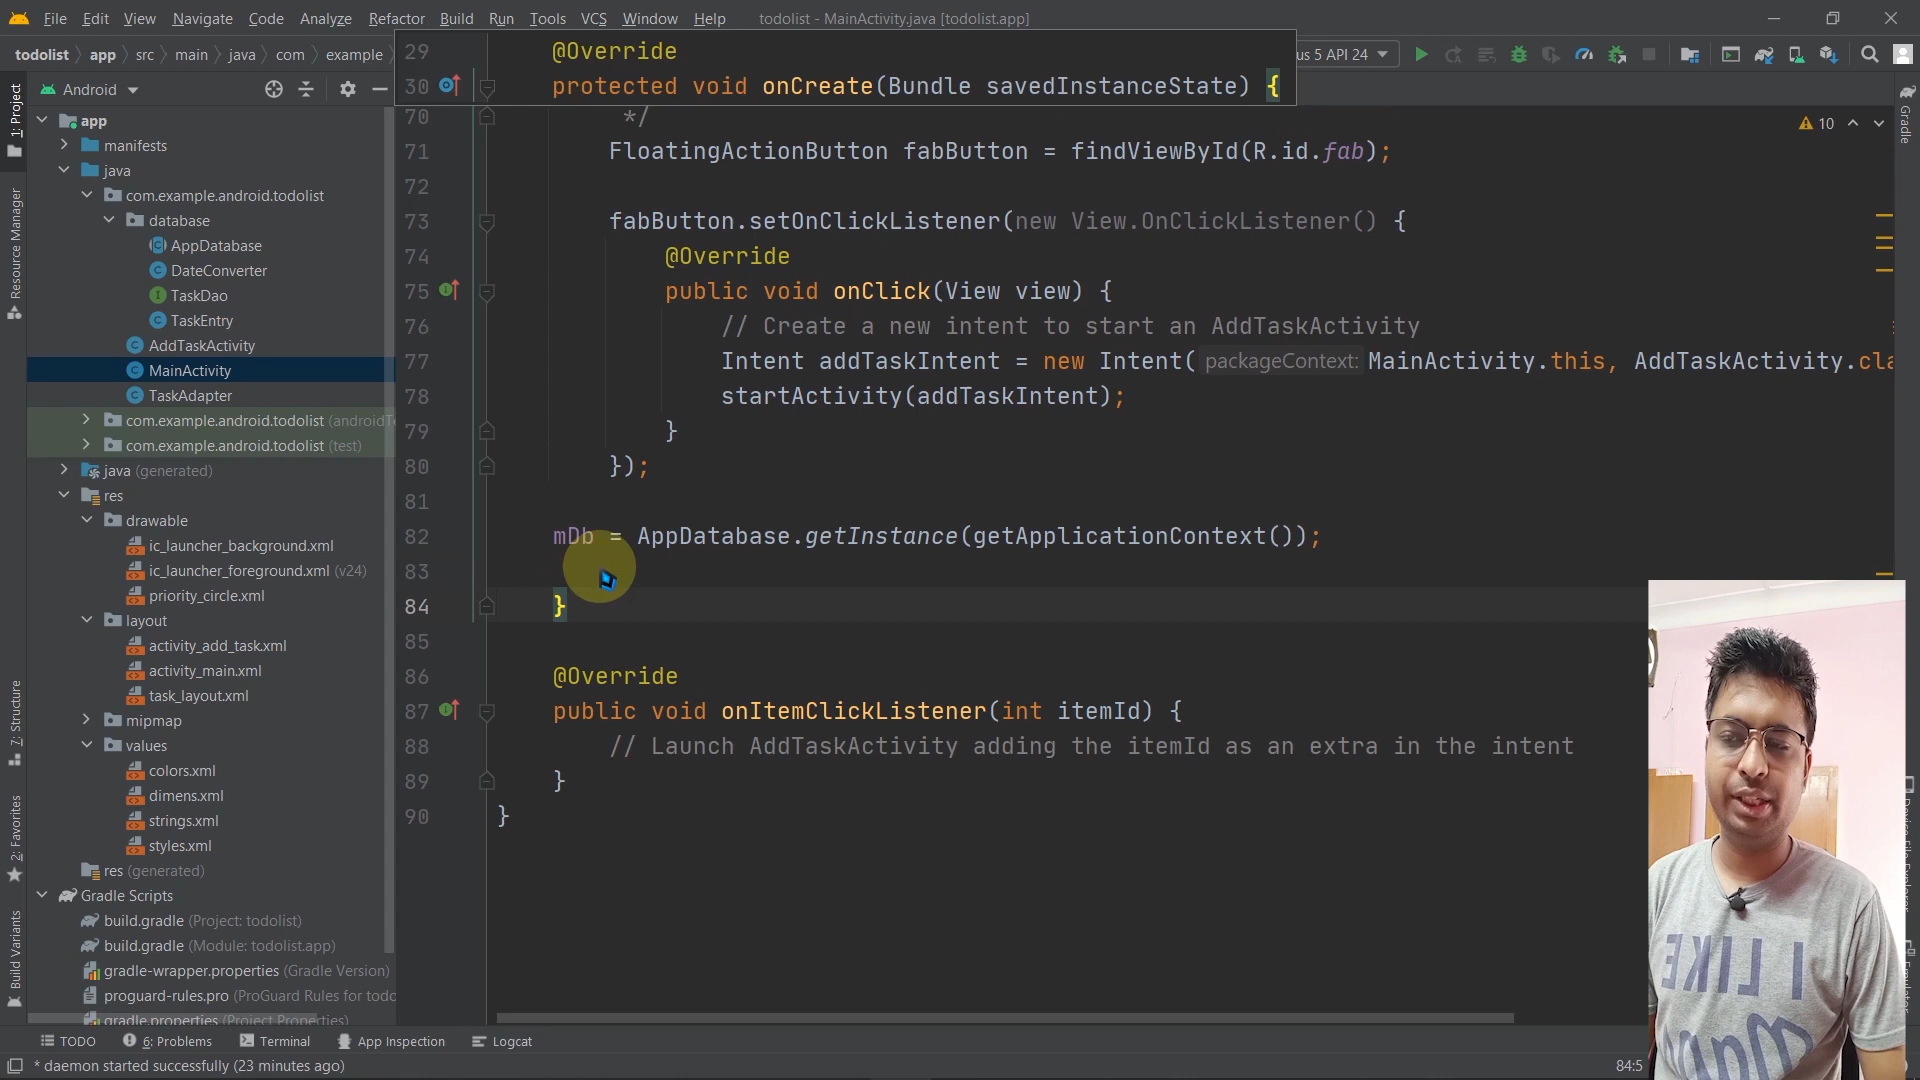 File Edit View Navigate Code Analyze Refactor Build Run Tools VCS Window Help todolist - MainActivity.java [todolist.app]
todolist app src main java com example
us 5 API 24
Android
app
manifests
java
com.example.android.todolist
database
AppDatabase
DateConverter
TaskDao
TaskEntry
AddTaskActivity
MainActivity
TaskAdapter
com.example.android.todolist (androidTe
com.example.android.todolist (test)
java (generated)
res
drawable
ic_launcher_background.xml
ic_launcher_foreground.xml (v24)
priority_circle.xml
layout
activity_add_task.xml
activity_main.xml
task_layout.xml
mipmap
values
colors.xml
dimens.xml
strings.xml
styles.xml
res (generated)
Gradle Scripts
build.gradle (Project: todolist)
build.gradle (Module: todolist.app)
gradle-wrapper.properties (Gradle Version)
proguard-rules.pro (ProGuard Rules for todo
gradle.properties (Project Properties)
1: Project
Resource Manager
7: Structure
2: Favorites
Build Variants
29 @Override
30 protected void onCreate(Bundle savedInstanceState) {
70 */
71 FloatingActionButton fabButton = findViewById(R.id.fab);
72
73 fabButton.setOnClickListener(new View.OnClickListener() {
74 @Override
75 public void onClick(View view) {
76 // Create a new intent to start an AddTaskActivity
77 Intent addTaskIntent = new Intent( packageContext: MainActivity.this, AddTaskActivity.cla
78 startActivity(addTaskIntent);
79 }
80 });
81
82 mDb = AppDatabase.getInstance(getApplicationContext());
83
84 }
85
86 @Override
87 public void onItemClickListener(int itemId) {
88 // Launch AddTaskActivity adding the itemId as an extra in the intent
89 }
90 }
10
Gradle
I LIKE
TODO 6: Problems Terminal App Inspection Logcat
* daemon started successfully (23 minutes ago)
84:5